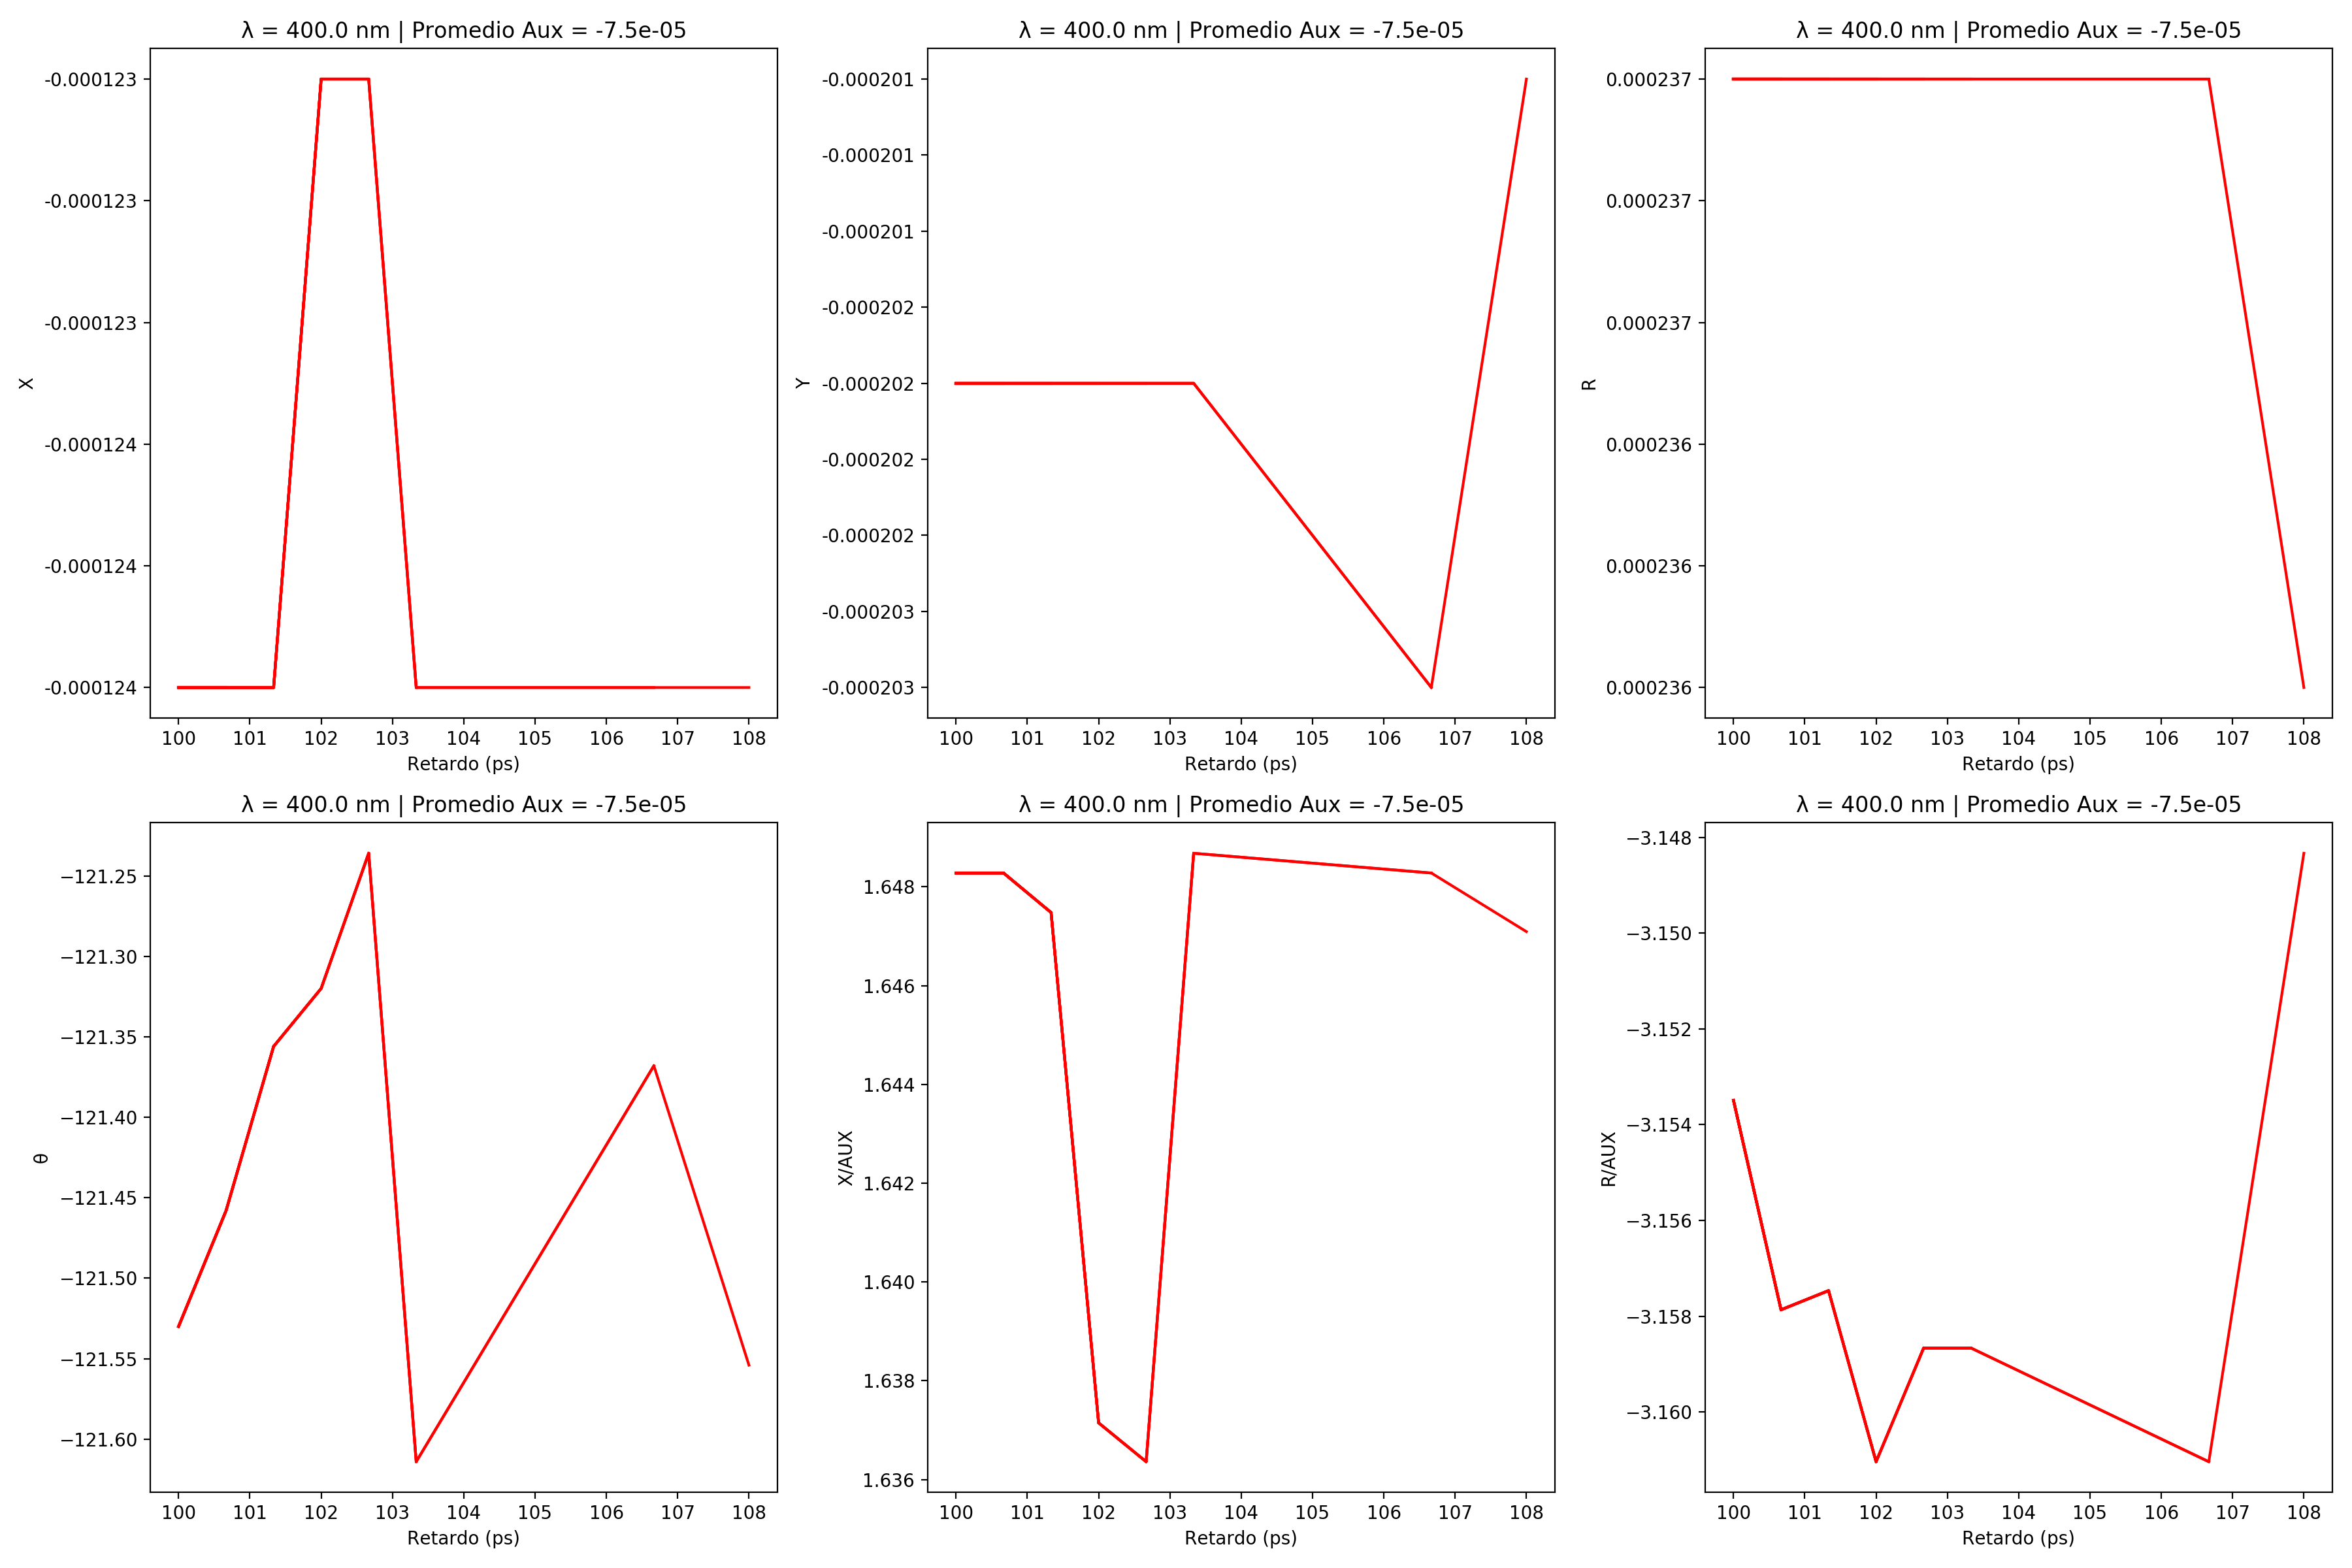 λ = 400.0 nm | Promedio Aux = -7.5e-05
-0.000123
-0.000123
-0.000123
-0.000124
-0.000124
-0.000124
X
100 101 102 103 104 105 106 107 108
Retardo (ps)
λ = 400.0 nm | Promedio Aux = -7.5e-05
-0.000201
-0.000201
-0.000201
-0.000202
-0.000202
-0.000202
-0.000202
-0.000203
-0.000203
Y
100 101 102 103 104 105 106 107 108
Retardo (ps)
λ = 400.0 nm | Promedio Aux = -7.5e-05
0.000237
0.000237
0.000237
0.000236
0.000236
0.000236
R
100 101 102 103 104 105 106 107 108
Retardo (ps)
λ = 400.0 nm | Promedio Aux = -7.5e-05
−121.25
−121.30
−121.35
−121.40
−121.45
−121.50
−121.55
−121.60
θ
100 101 102 103 104 105 106 107 108
Retardo (ps)
λ = 400.0 nm | Promedio Aux = -7.5e-05
1.648
1.646
1.644
1.642
1.640
1.638
1.636
X/AUX
100 101 102 103 104 105 106 107 108
Retardo (ps)
λ = 400.0 nm | Promedio Aux = -7.5e-05
−3.148
−3.150
−3.152
−3.154
−3.156
−3.158
−3.160
R/AUX
100 101 102 103 104 105 106 107 108
Retardo (ps)